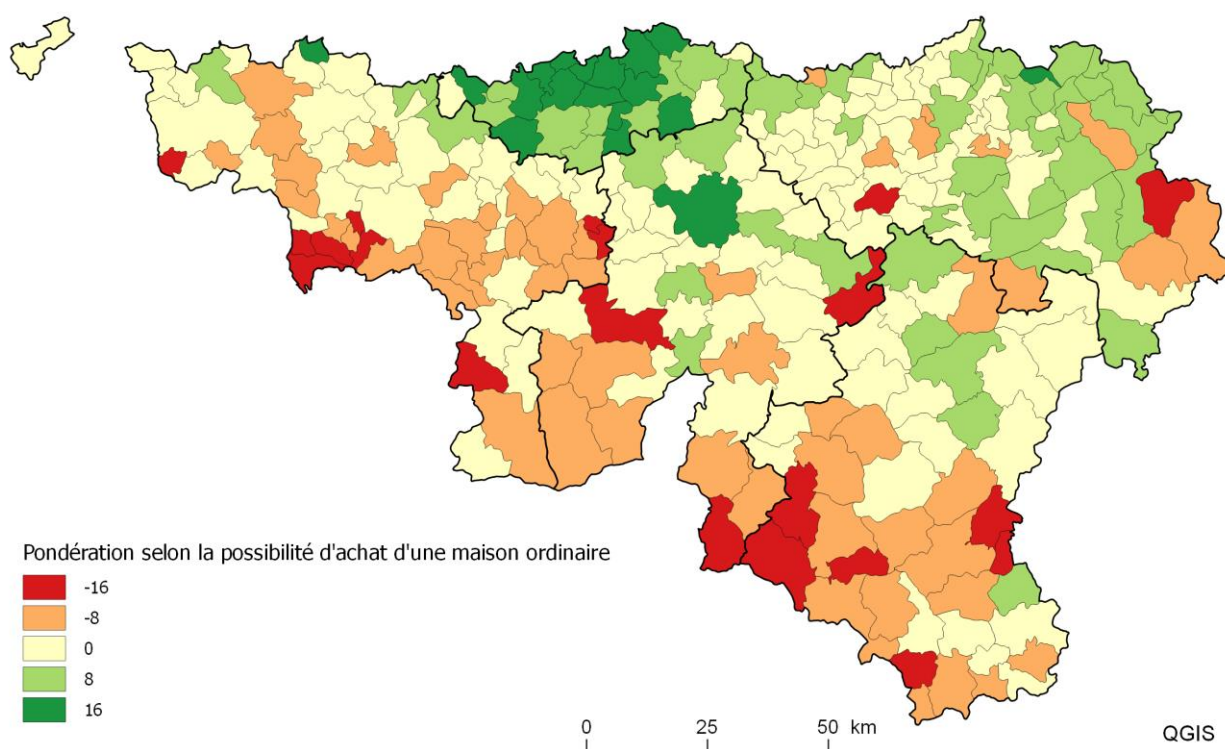 Pondération selon la possibilité d'achat d'une maison ordinaire
-16
-8
0
8
16
0 25 50 km
QGIS